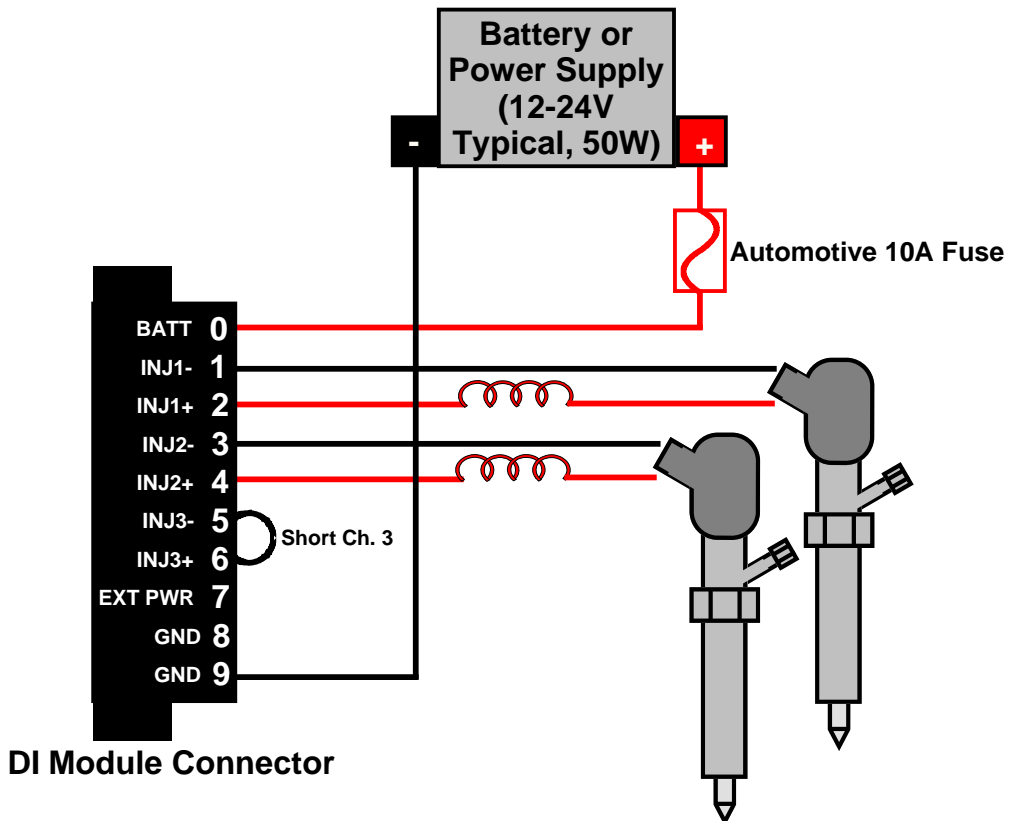 Battery or
Power Supply
(12-24V
Typical, 50W)
-
+
Automotive 10A Fuse
BATT 0
INJ1- 1
INJ1+ 2
INJ2- 3
INJ2+ 4
INJ3- 5
Short Ch. 3
INJ3+ 6
EXT PWR 7
GND 8
GND 9
DI Module Connector